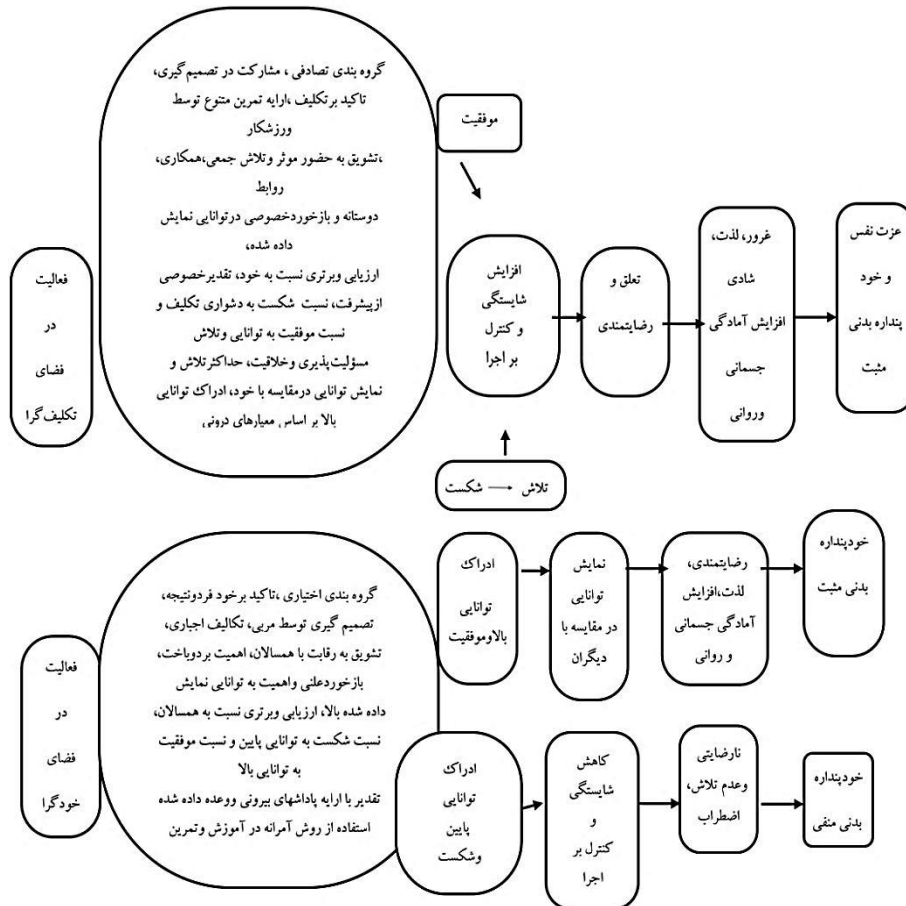 فعالیت
در
فضای
تکلیف‌گرا
گروه بندی تصادفی ، مشارکت در تصمیم‌گیری،
تاکید برتکلیف ،ارایه تمرین متنوع توسط
ورزشکار
،تشویق به حضور موثر وتلاش جمعی،همکاری،
روابط
دوستانه و بازخوردخصوصی درتوانایی نمایش
داده شده،
ارزیابی وبرتری نسبت به خود، تقدیرخصوصی
ازپیشرفت، نسبت شکست به دشواری تکلیف و
نسبت موفقیت به توانایی وتلاش
مسؤلیت‌پذیری وخلاقیت، حداکثرتلاش و
نمایش توانایی درمقایسه با خود، ادراک توانایی
بالا بر اساس معیارهای درونی
موفقیت
افزایش
شایستگی
و کنترل
بر اجرا
تعلق و
رضایتمندی
غرور، لذت،
شادی
افزایش آمادگی
جسمانی
وروانی
عزت نفس
و خود
پنداره بدنی
مثبت
تلاش → شکست
فعالیت
در
فضای
خودگرا
گروه بندی اختیاری ،تاکید برخود فردونتیجه،
تصمیم گیری توسط مربی، تکالیف اجباری،
تشویق به رقابت با همسالان، اهمیت بردوباخت،
بازخوردعلنی واهمیت به توانایی نمایش
داده شده بالا، ارزیابی وبرتری نسبت به همسالان،
نسبت شکست به توانایی پایین و نسبت موفقیت
به توانایی بالا
تقدیر با ارایه پاداشهای بیرونی ووعده داده شده
استفاده از روش آمرانه در آموزش وتمرین
ادراک
توانایی
بالاوموفقیت
نمایش
توانایی
در مقایسه با
دیگران
رضایتمندی،
لذت،افزایش
آمادگی جسمانی
و روانی
خودپنداره
بدنی مثبت
ادراک
توانایی
پایین
وشکست
کاهش
شایستگی
و
کنترل بر
اجرا
نارضایتی
وعدم تلاش،
اضطراب
خودپنداره
بدنی منفی